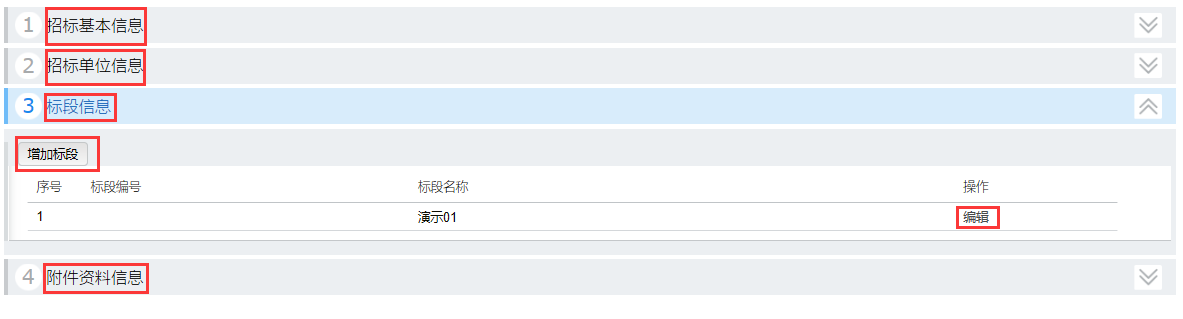 1 招标基本信息
2 招标单位信息
3 标段信息
增加标段
序号 标段编号 标段名称 操作
1 演示01 编辑
4 附件资料信息